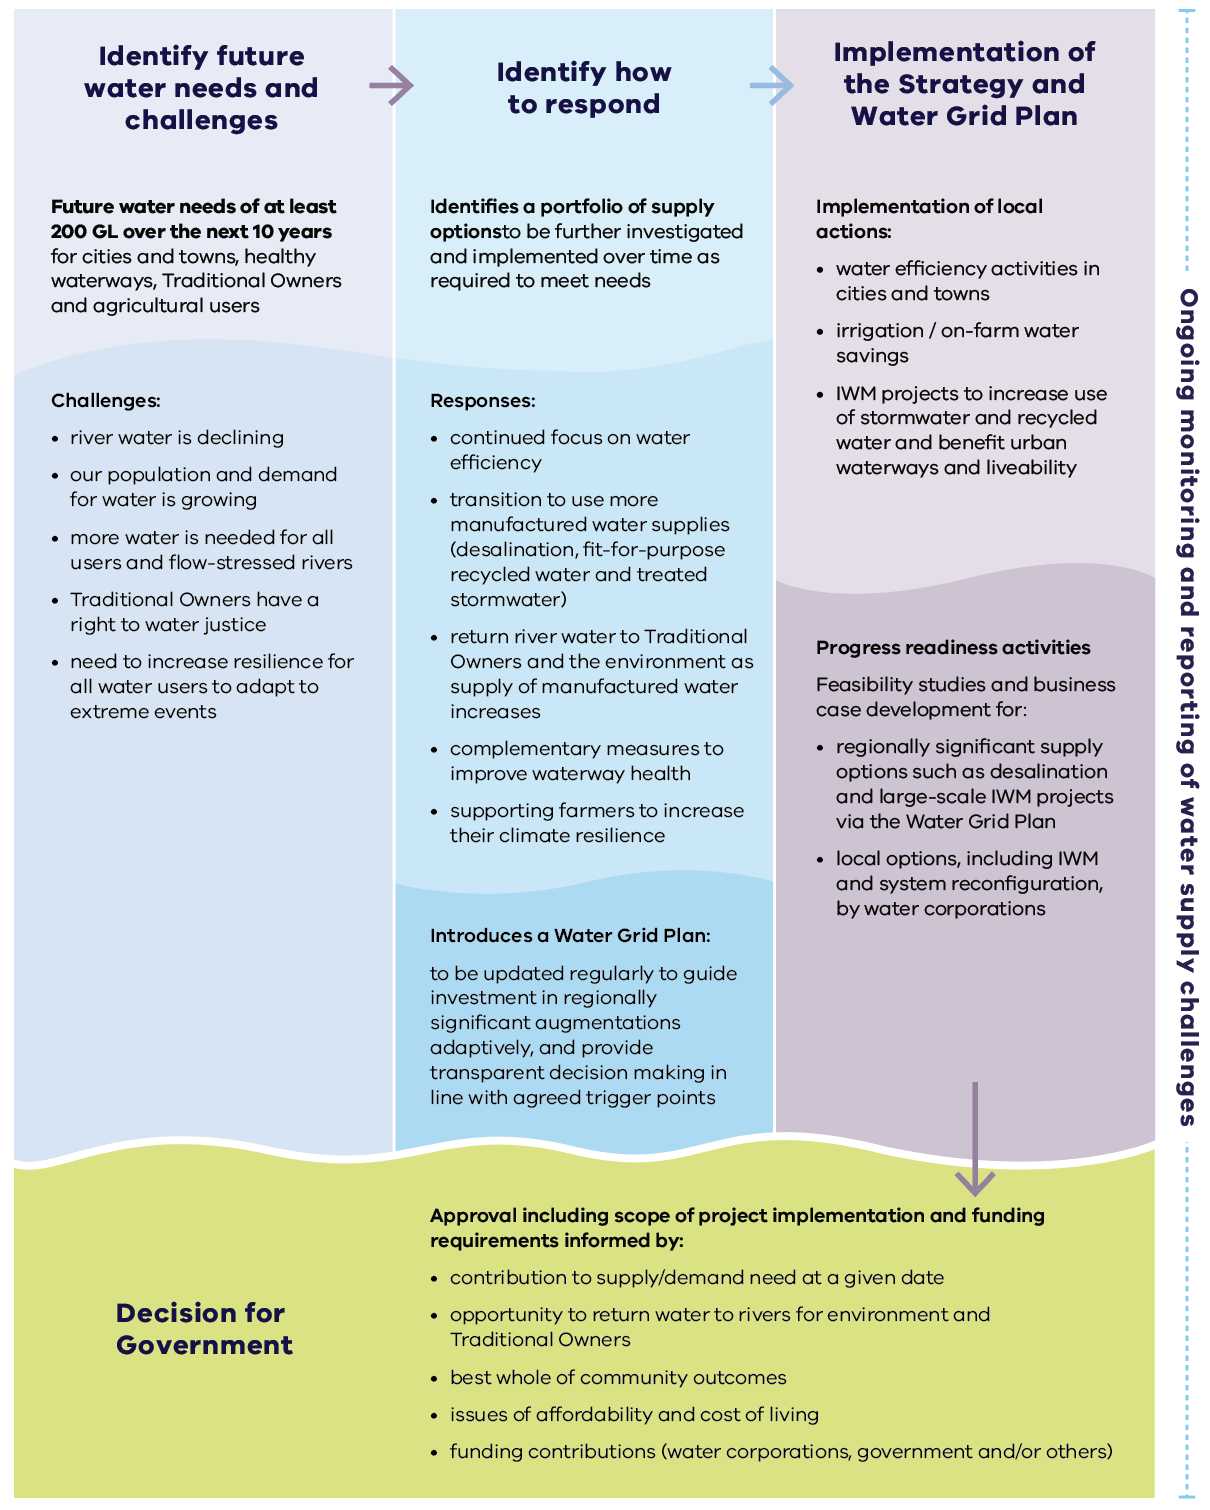 Identify future
water needs and
challenges
Future water needs of at least
200 GL over the next 10 years
for cities and towns, healthy
waterways, Traditional Owners
and agricultural users
Challenges:
• river water is declining
• our population and demand
for water is growing
• more water is needed for all
users and flow-stressed rivers
• Traditional Owners have a
right to water justice
• need to increase resilience for
all water users to adapt to
extreme events
Identify how
to respond
Identifies a portfolio of supply
optionsto be further investigated
and implemented over time as
required to meet needs
Responses:
• continued focus on water
efficiency
• transition to use more
manufactured water supplies
(desalination, fit-for-purpose
recycled water and treated
stormwater)
• return river water to Traditional
Owners and the environment as
supply of manufactured water
increases
• complementary measures to
improve waterway health
• supporting farmers to increase
their climate resilience
Introduces a Water Grid Plan:
to be updated regularly to guide
investment in regionally
significant augmentations
adaptively, and provide
transparent decision making in
line with agreed trigger points
Implementation of
the Strategy and
Water Grid Plan
Implementation of local
actions:
• water efficiency activities in
cities and towns
• irrigation / on-farm water
savings
• IWM projects to increase use
of stormwater and recycled
water and benefit urban
waterways and liveability
Progress readiness activities
Feasibility studies and business
case development for:
• regionally significant supply
options such as desalination
and large-scale IWM projects
via the Water Grid Plan
• local options, including IWM
and system reconfiguration,
by water corporations
Decision for
Government
Approval including scope of project implementation and funding
requirements informed by:
• contribution to supply/demand need at a given date
• opportunity to return water to rivers for environment and
Traditional Owners
• best whole of community outcomes
• issues of affordability and cost of living
• funding contributions (water corporations, government and/or others)
Ongoing monitoring and reporting of water supply challenges